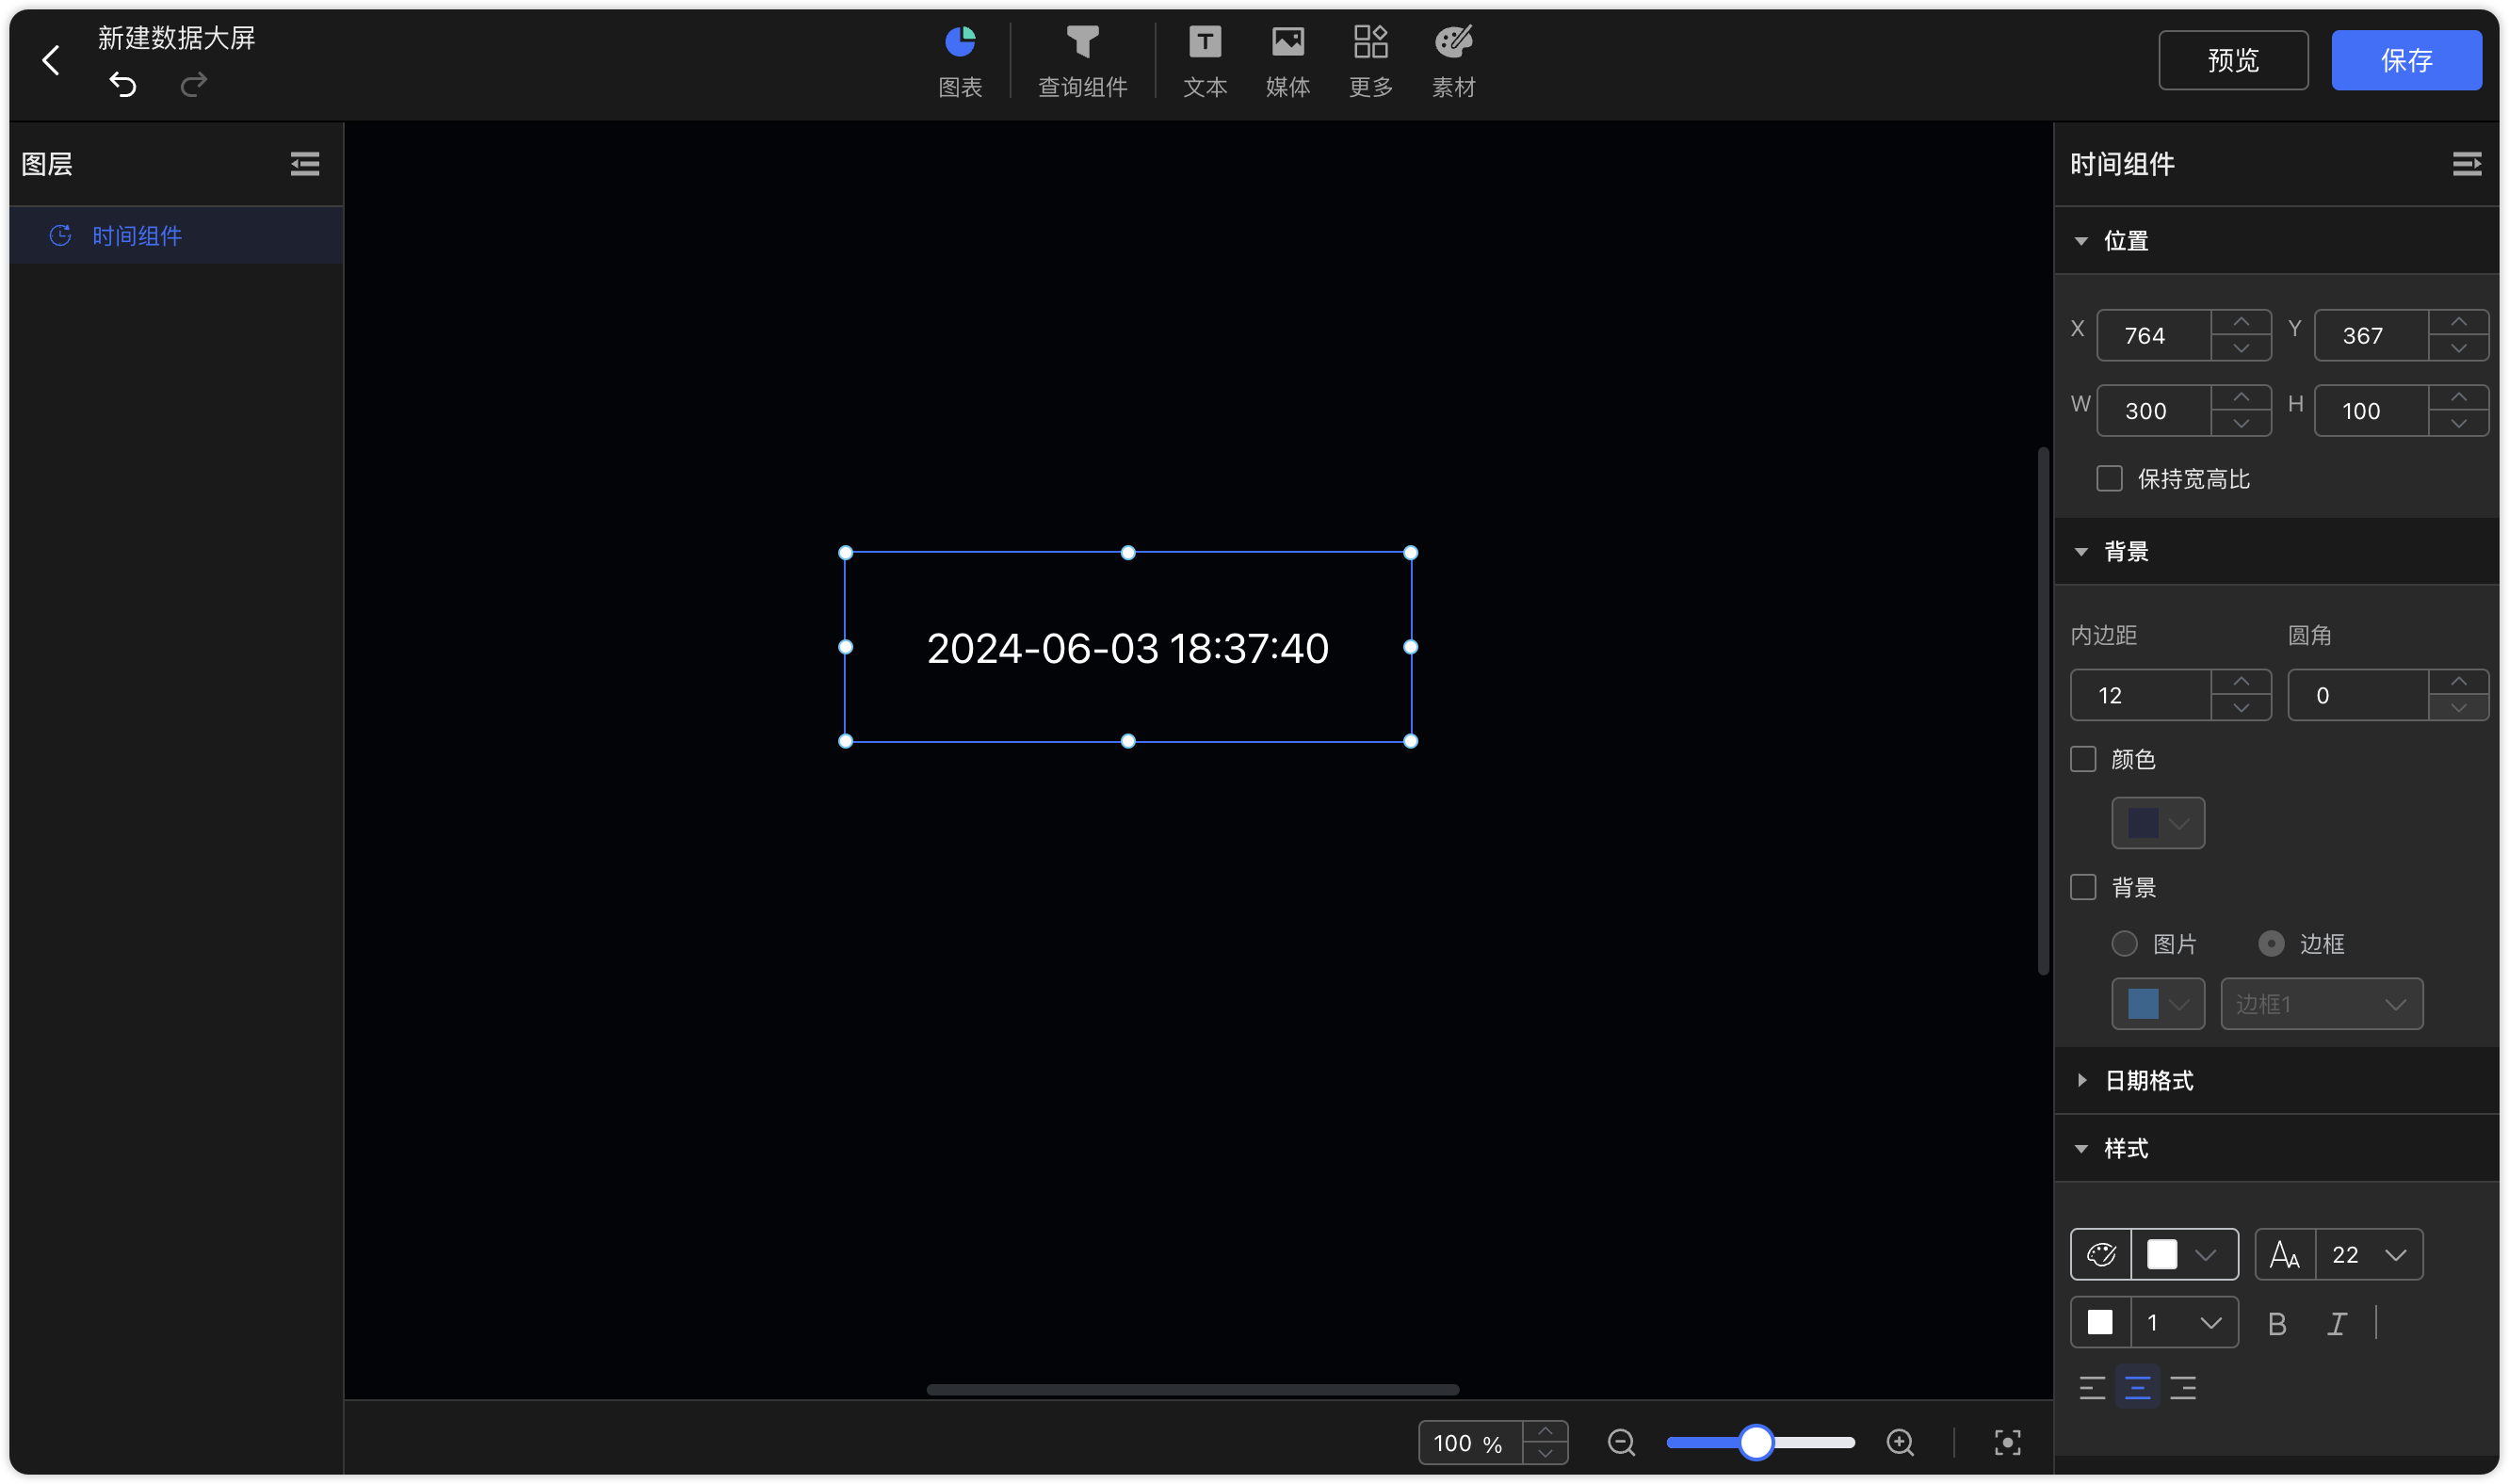 新建数据大屏
图表
查询组件
文本
媒体
更多
素材
预览
保存
图层
时间组件
2024-06-03 18:37:40
100 %
时间组件
位置
X 764 Y 367
W 300 H 100
保持宽高比
背景
内边距 圆角
12 0
颜色
背景
图片 边框
边框1
日期格式
样式
22
1 B I